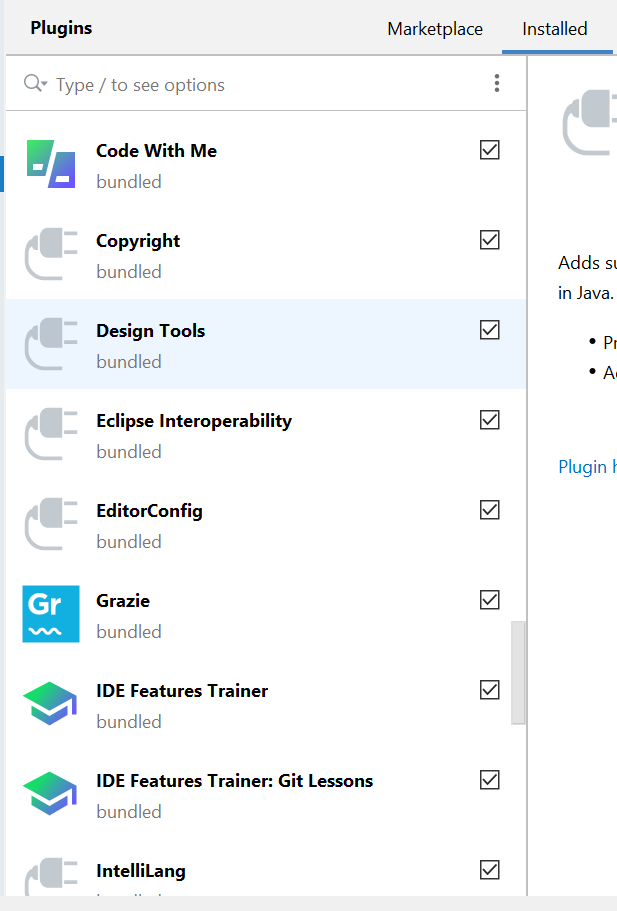 Plugins
Marketplace
Installed
Type / to see options
Code With Me
bundled
Copyright
bundled
Design Tools
bundled
Eclipse Interoperability
bundled
EditorConfig
bundled
Gr
Grazie
bundled
IDE Features Trainer
bundled
IDE Features Trainer: Git Lessons
bundled
IntelliLang
Adds su
in Java.
• Pr
• Ac
Plugin h